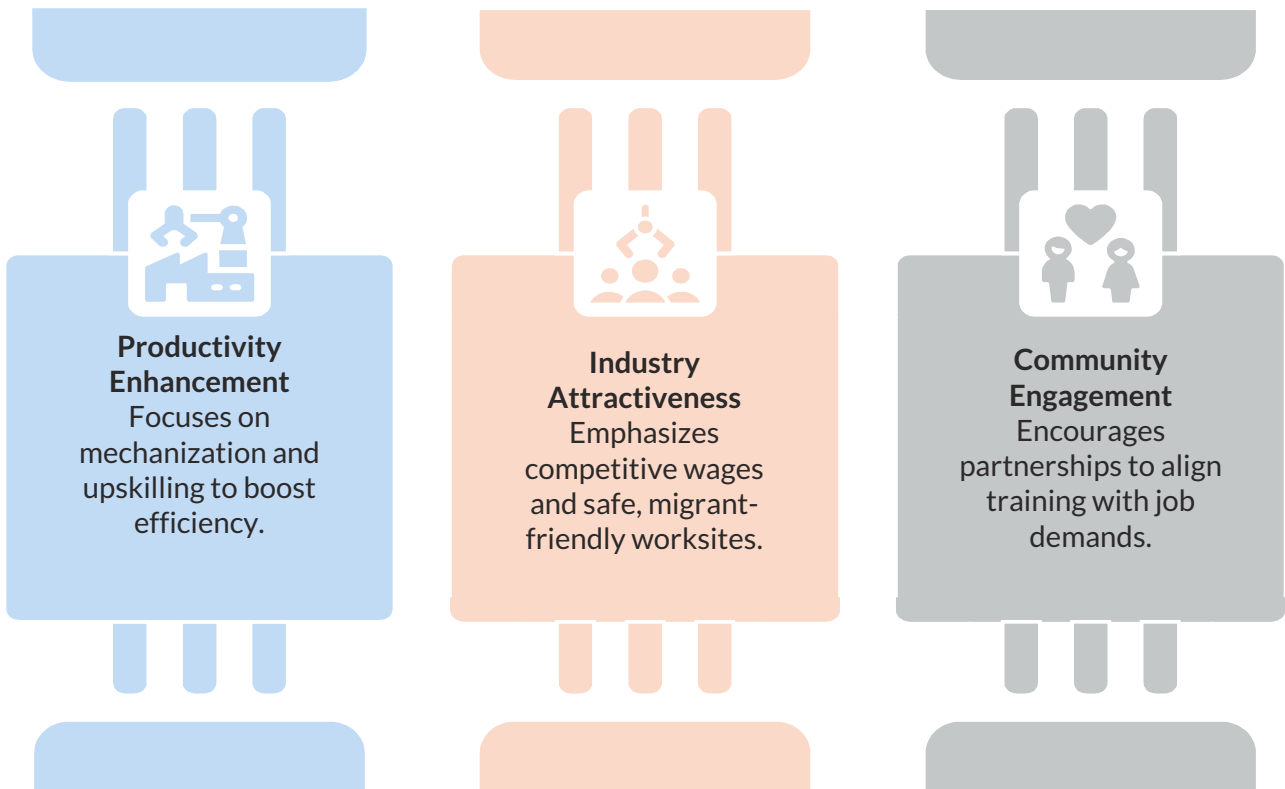 Productivity
Enhancement
Focuses on
mechanization and
upskilling to boost
efficiency.
Industry
Attractiveness
Emphasizes
competitive wages
and safe, migrant-
friendly worksites.
Community
Engagement
Encourages
partnerships to align
training with job
demands.